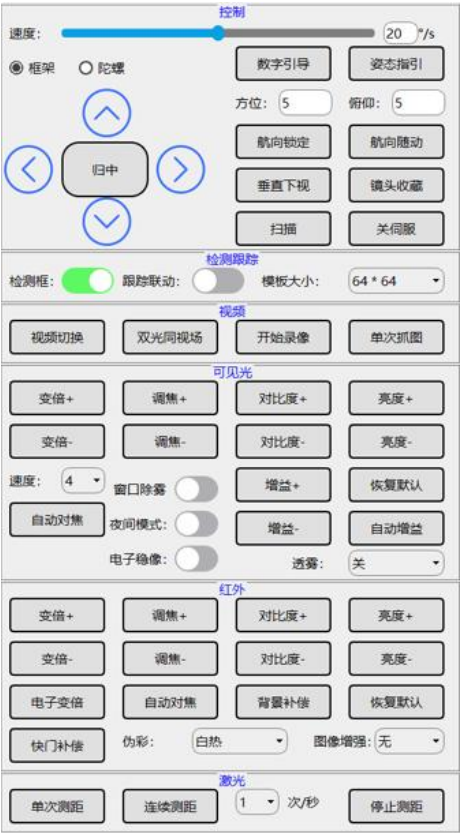 控制
速度: 20 °/s
框架 陀螺 数字引导 姿态指引
方位: 5 俯仰: 5
归中 航向锁定 航向随动
垂直下视 镜头收藏
扫描 关伺服
检测跟踪
检测框: 跟踪联动: 模板大小: 64 * 64
视频
视频切换 双光同视场 开始录像 单次抓图
可见光
变倍+ 调焦+ 对比度+ 亮度+
变倍- 调焦- 对比度- 亮度-
速度: 4 窗口除雾 增益+ 恢复默认
自动对焦 夜间模式: 增益- 自动增益
电子稳像: 透雾: 关
红外
变倍+ 调焦+ 对比度+ 亮度+
变倍- 调焦- 对比度- 亮度-
电子变倍 自动对焦 背景补偿 恢复默认
快门补偿 伪彩: 白热 图像增强: 无
激光
单次测距 连续测距 1 次/秒 停止测距